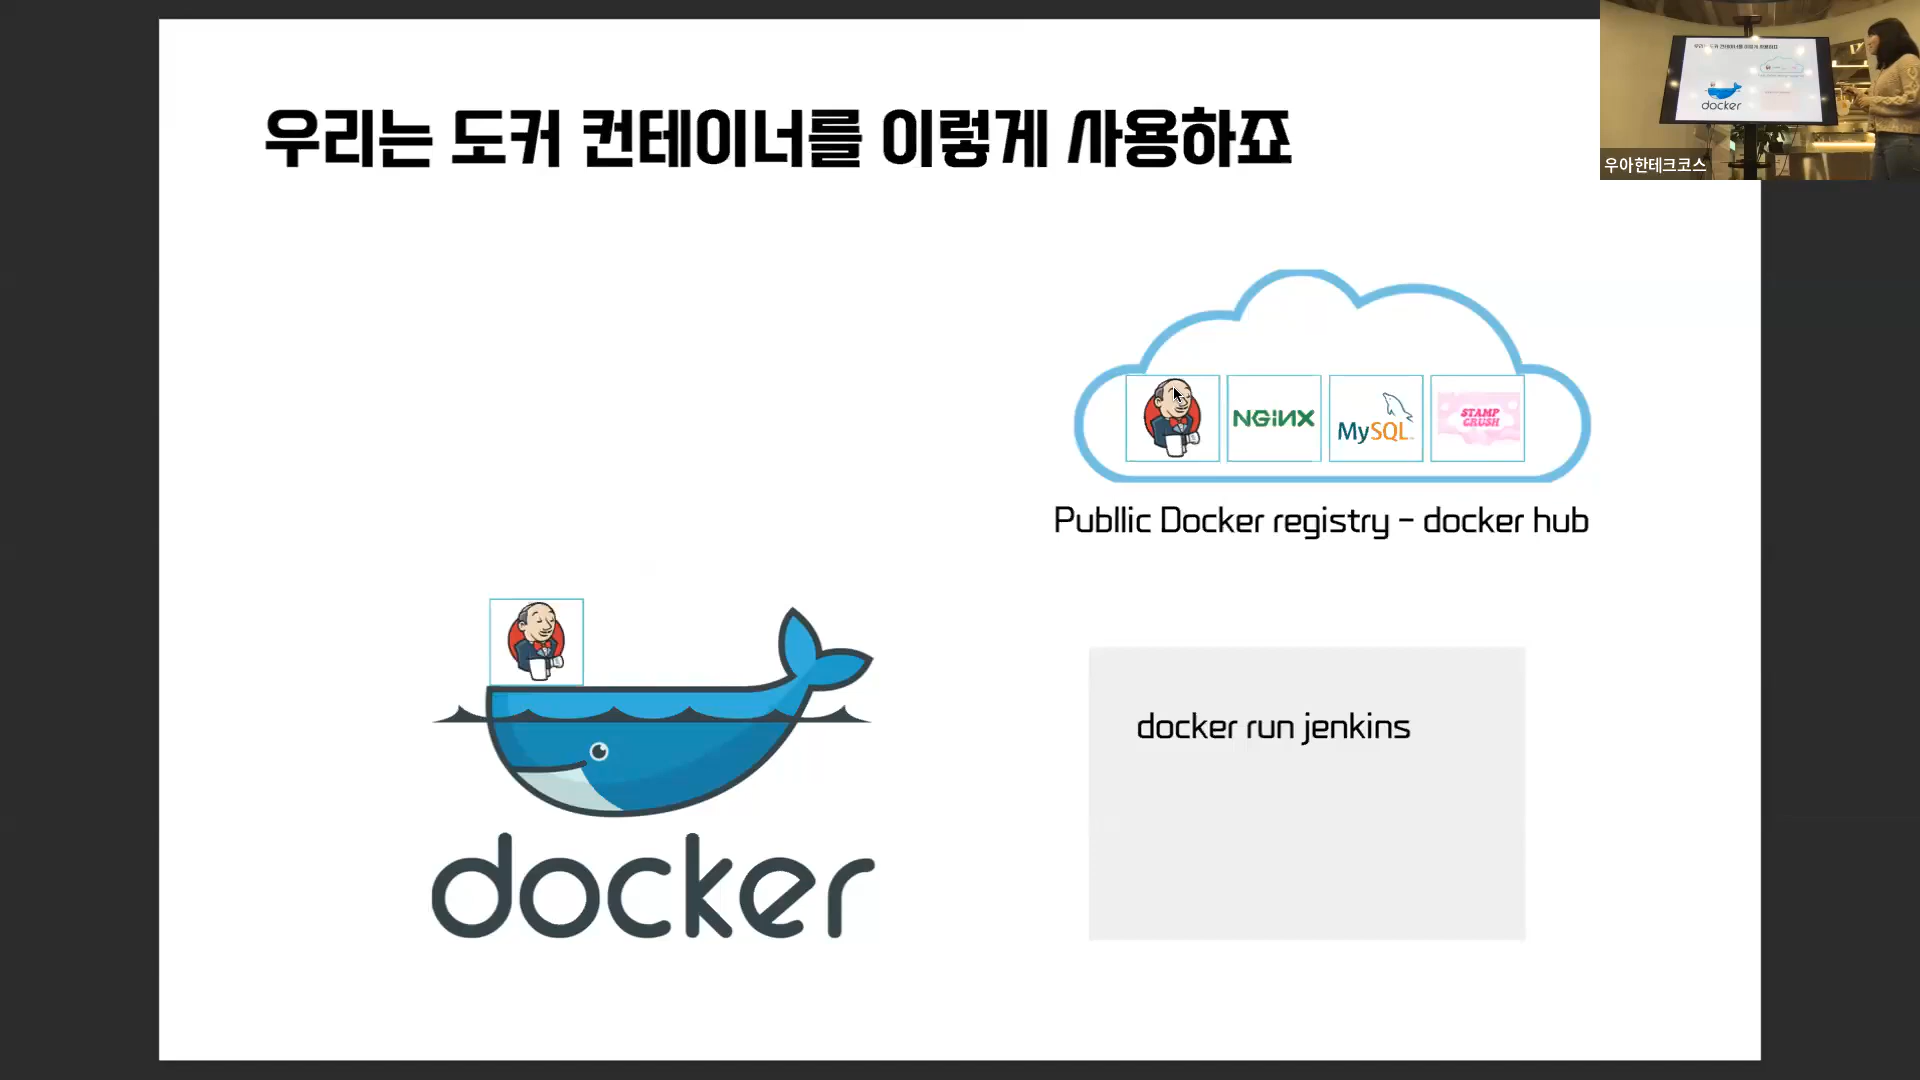 우리는 도커 컨테이너를 이렇게 사용하죠
우아한테크코스
NGINX
MySQL
STAMP
CRUSH
Publlic Docker registry - docker hub
docker run jenkins
docker
docker